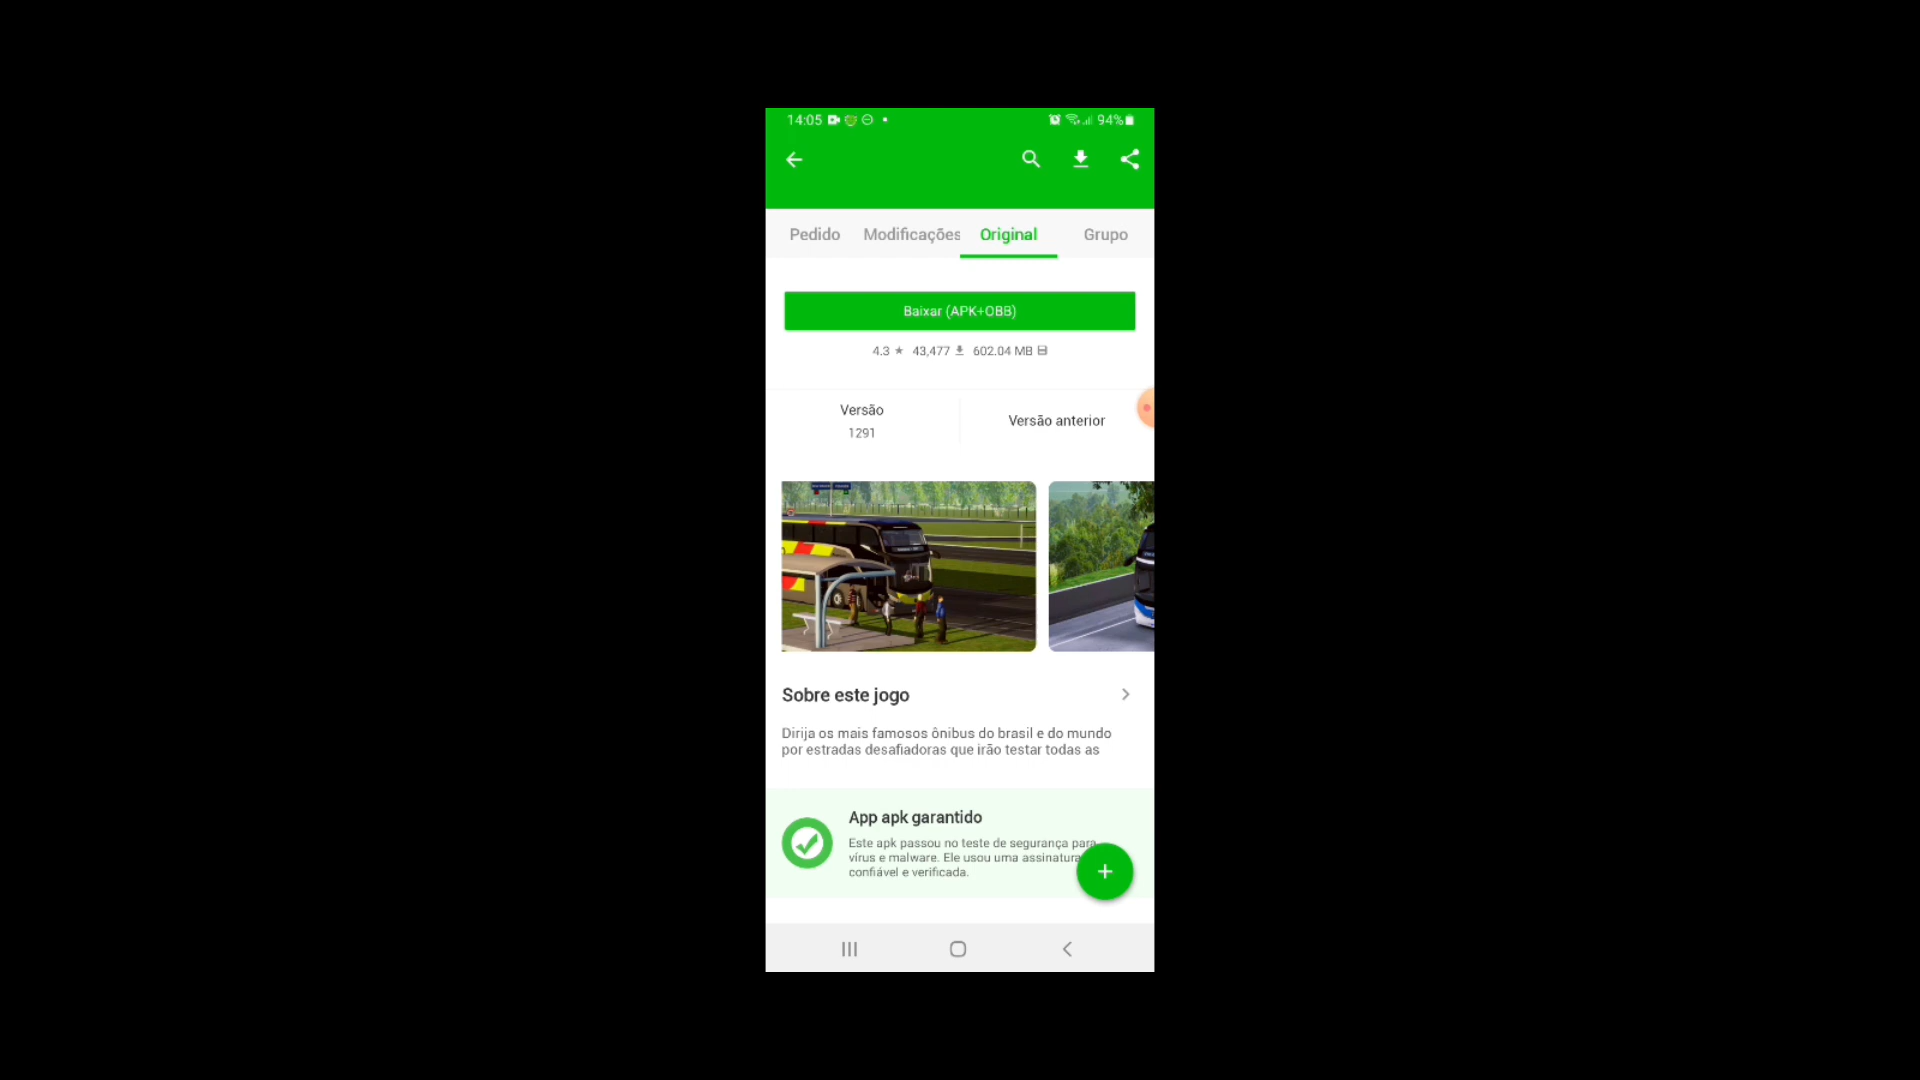 14:05 94%
Pedido Modificações Original Grupo
Baixar (APK+OBB)
4.3 ★ 43,477 602.04 MB
Versão
1291
Versão anterior
Sobre este jogo
Dirija os mais famosos ônibus do brasil e do mundo
por estradas desafiadoras que irão testar todas as
App apk garantido
Este apk passou no teste de segurança para
vírus e malware. Ele usou uma assinatura
confiável e verificada.